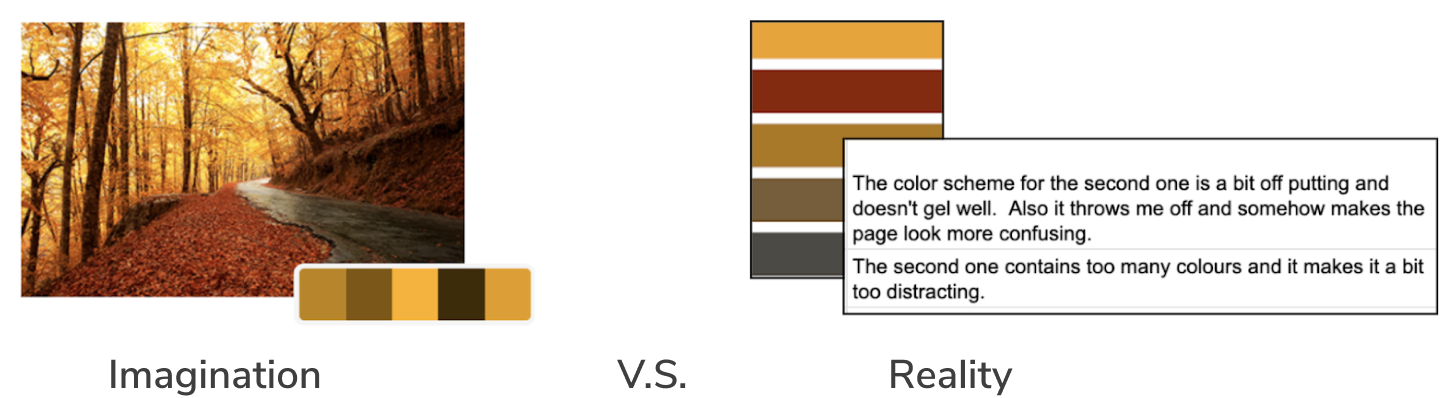 The color scheme for the second one is a bit off putting and
doesn't gel well.  Also it throws me off and somehow makes the
page look more confusing.
The second one contains too many colours and it makes it a bit
too distracting.
Imagination V.S. Reality